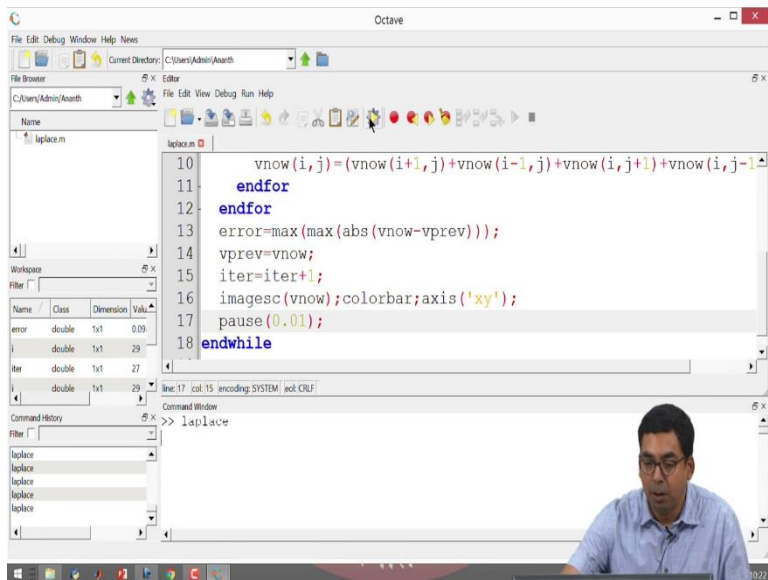 Octave
File Edit Debug Window Help News
Current Directory: C:\Users\Admin\Ananth
File Browser
Editor
C:/Users/Admin/Ananth
File Edit View Debug Run Help
Name
laplace.m
laplace.m
10 vnow(i,j)=(vnow(i+1,j)+vnow(i-1,j)+vnow(i,j+1)+vnow(i,j-1
11 endfor
12 endfor
13 error=max(max(abs(vnow-vprev)));
14 vprev=vnow;
15 iter=iter+1;
16 imagesc(vnow);colorbar;axis('xy');
17 pause(0.01);
18 endwhile
Workspace
Filter
Name Class Dimension Valu
error double 1x1 0.09
i double 1x1 29
iter double 1x1 27
j double 1x1 29
line: 17 col: 15 encoding: SYSTEM eol: CRLF
Command History
Filter
laplace
laplace
laplace
laplace
laplace
Command Window
>> laplace
10:22